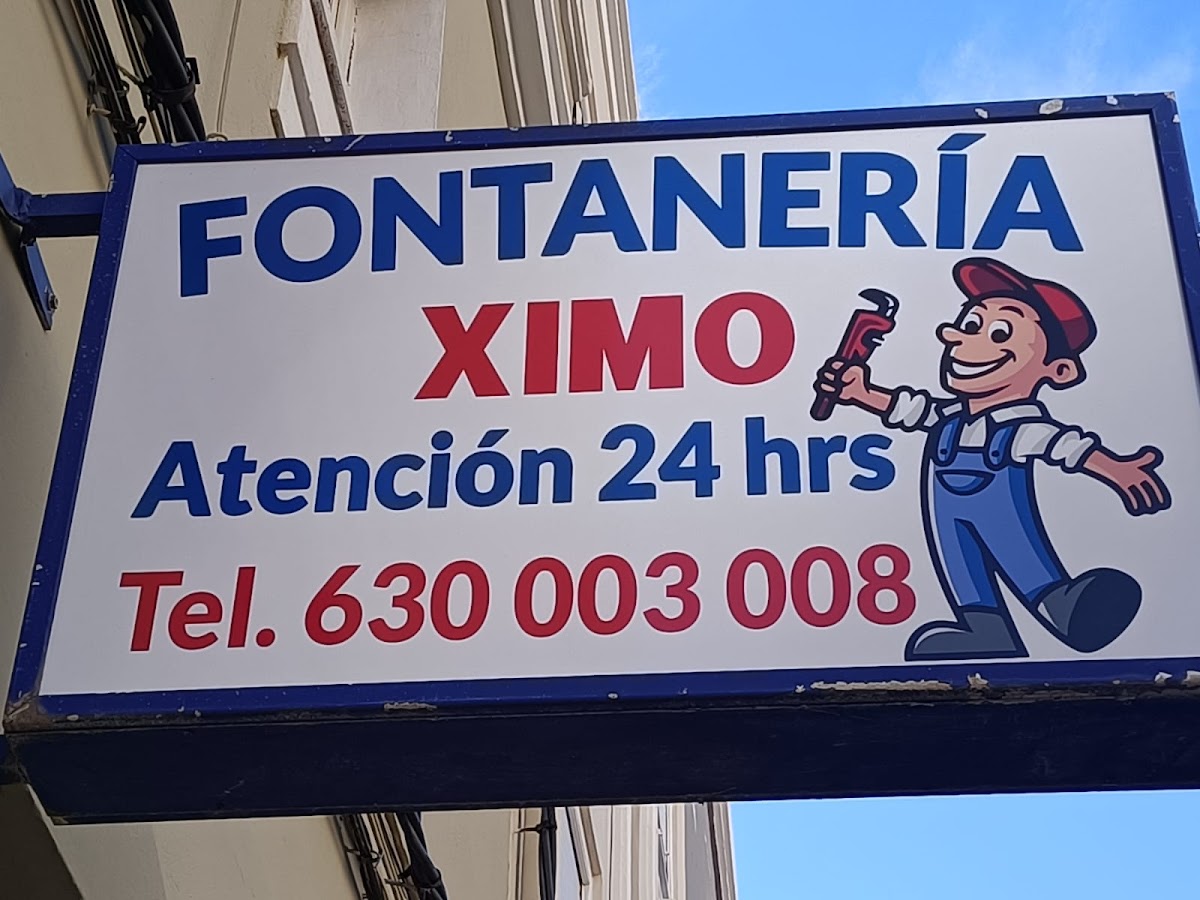 FONTANERÍA
XIMO
Atención 24 hrs
Tel. 630 003 008